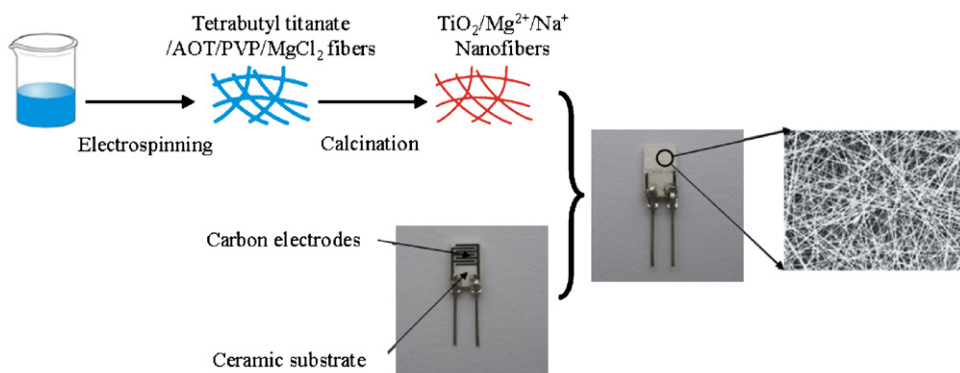 Tetrabutyl titanate
/AOT/PVP/MgCl₂ fibers
TiO₂/Mg²⁺/Na⁺
Nanofibers
Electrospinning
Calcination
Carbon electrodes
Ceramic substrate